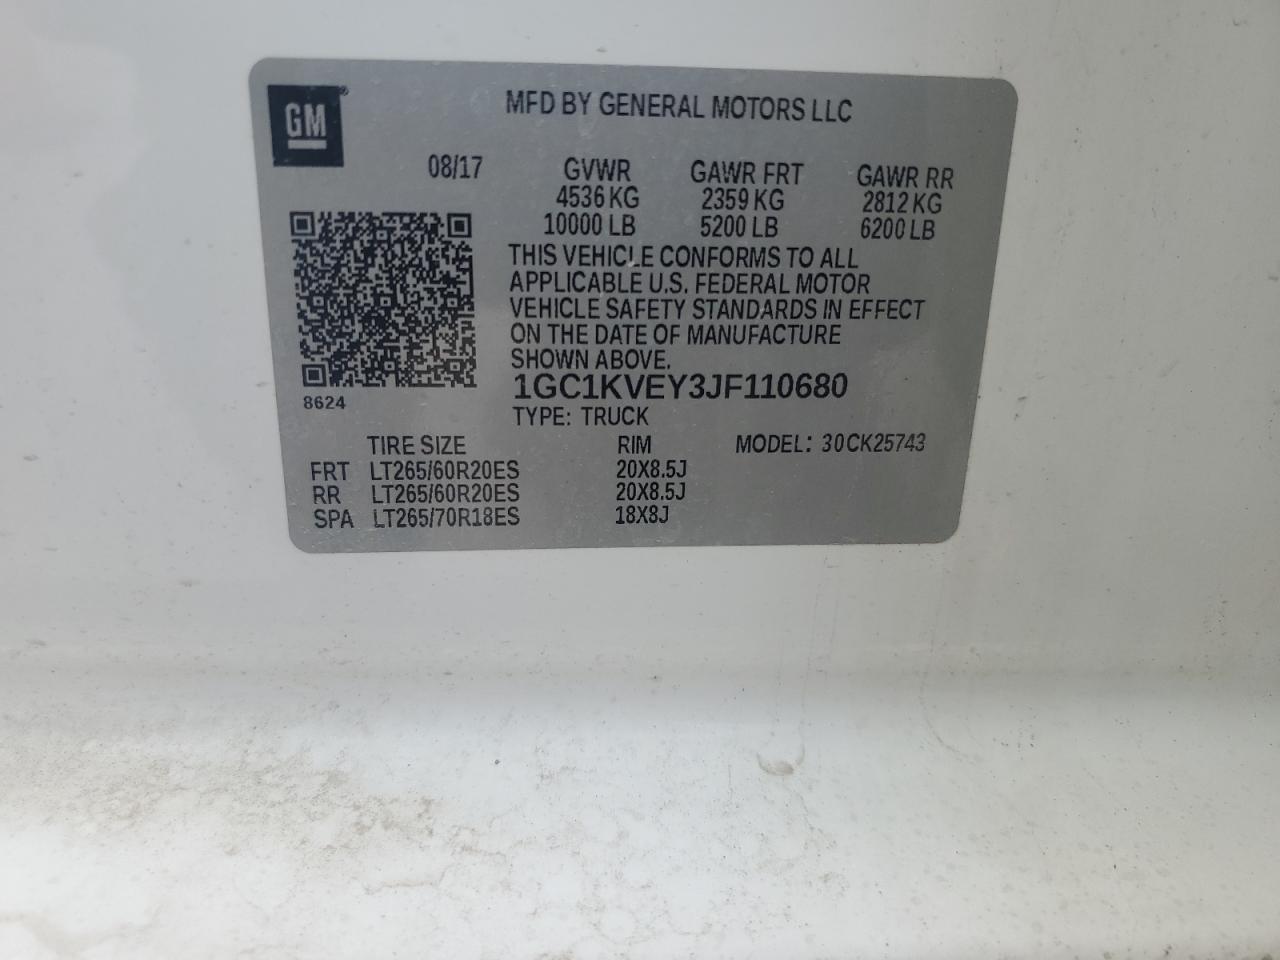 GM®
MFD BY GENERAL MOTORS LLC
08/17 GVWR GAWR FRT GAWR RR
4536 KG 2359 KG 2812 KG
10000 LB 5200 LB 6200 LB
THIS VEHICLE CONFORMS TO ALL
APPLICABLE U.S. FEDERAL MOTOR
VEHICLE SAFETY STANDARDS IN EFFECT
ON THE DATE OF MANUFACTURE
SHOWN ABOVE.
1GC1KVEY3JF110680
8624
TYPE: TRUCK
TIRE SIZE RIM MODEL: 30CK25743
FRT LT265/60R20ES 20X8.5J
RR LT265/60R20ES 20X8.5J
SPA LT265/70R18ES 18X8J